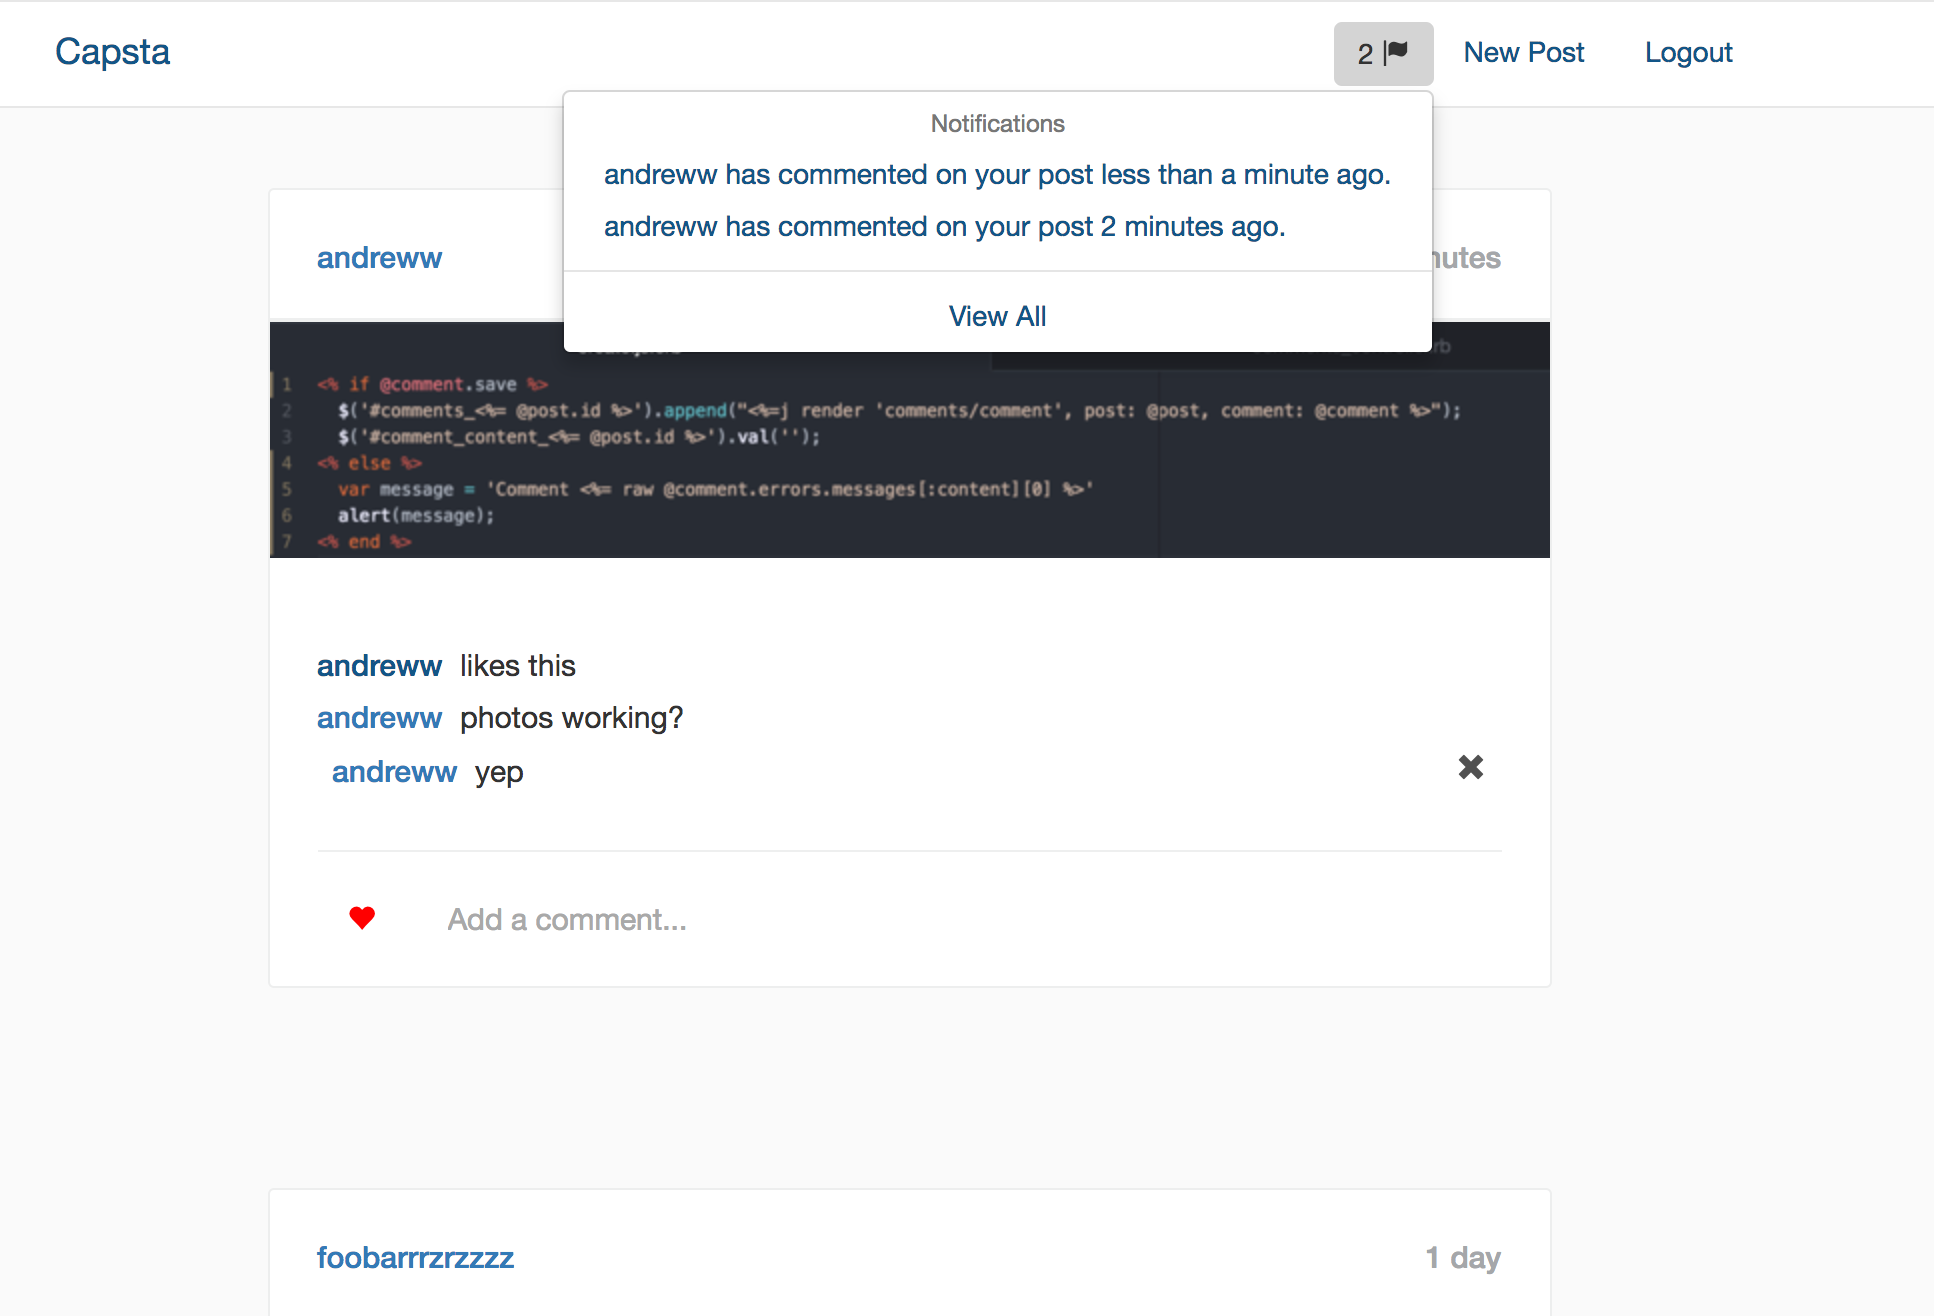 Capsta
2
New Post
Logout
Notifications
andreww has commented on your post less than a minute ago.
andreww has commented on your post 2 minutes ago.
View All
andreww
1 <% if @comment.save %>
2 $('#comments_<%= @post.id %>').append("<%=j render 'comments/comment', post: @post, comment: @comment %>");
3 $('#comment_content_<%= @post.id %>').val('');
4 <% else %>
5 var message = 'Comment <%= raw @comment.errors.messages[:content][0] %>'
6 alert(message);
7 <% end %>
andreww likes this
andreww photos working?
andreww yep
Add a comment...
foobarrrzrzzzz
1 day